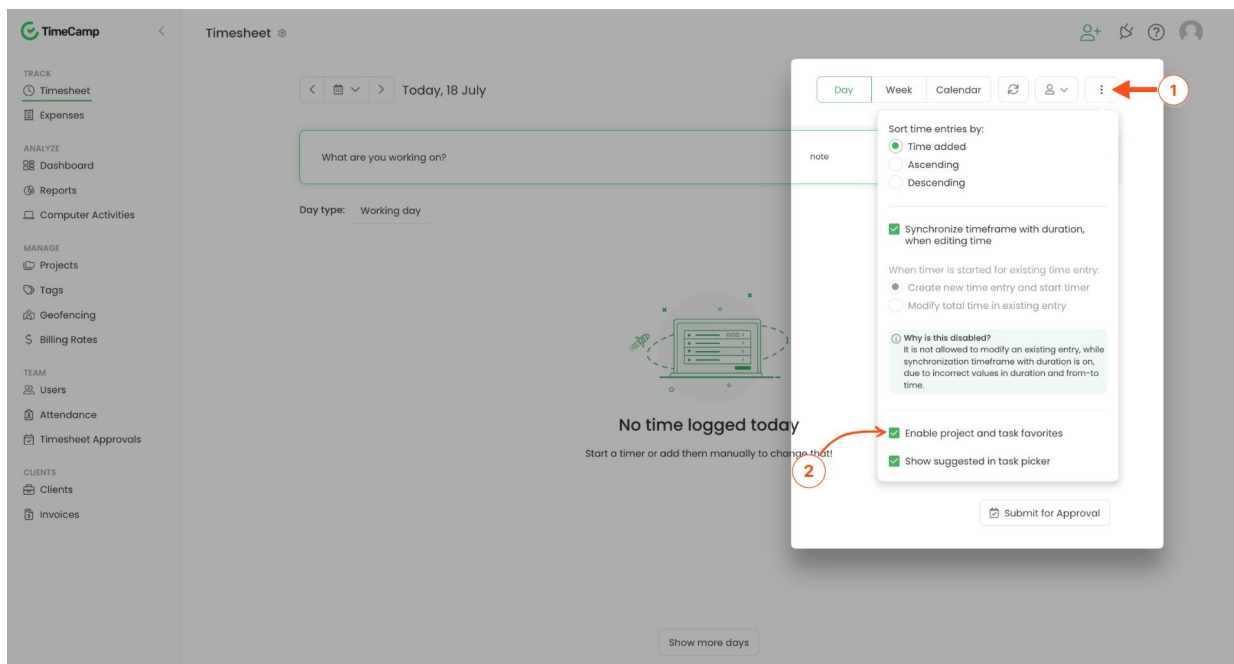 TimeCamp
Timesheet
TRACK
Timesheet
Expenses
ANALYZE
Dashboard
Reports
Computer Activities
MANAGE
Projects
Tags
Geofencing
$ Billing Rates
TEAM
Users
Attendance
Timesheet Approvals
CLIENTS
Clients
Invoices
Today, 18 July
Day Week Calendar
1
What are you working on?
note
Day type: Working day
Sort time entries by:
Time added
Ascending
Descending
Synchronize timeframe with duration,
when editing time
When timer is started for existing time entry:
Create new time entry and start timer
Modify total time in existing entry
Why is this disabled?
It is not allowed to modify an existing entry, while
synchronization timeframe with duration is on,
due to incorrect values in duration and from-to
time.
Enable project and task favorites
Show suggested in task picker
2
No time logged today
Start a timer or add them manually to change that!
Submit for Approval
Show more days